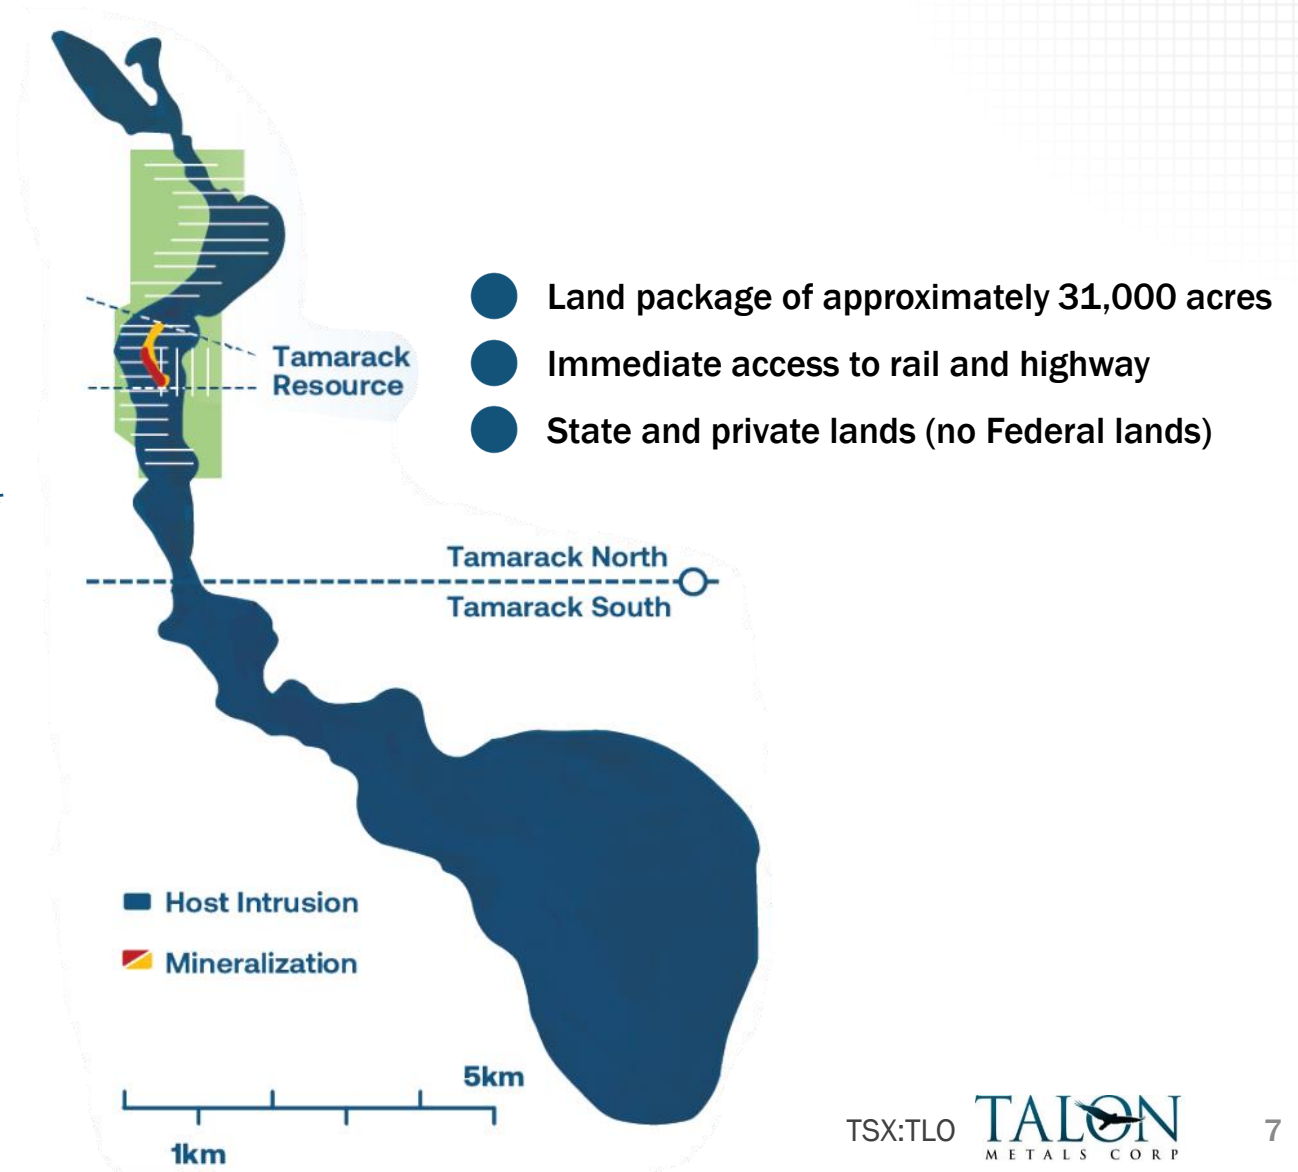 Land package of approximately 31,000 acres
Immediate access to rail and highway
State and private lands (no Federal lands)
Tamarack
Resource
Tamarack North
Tamarack South
Host Intrusion
Mineralization
5km
1km
TSX:TLO
TALON
METALS CORP
7